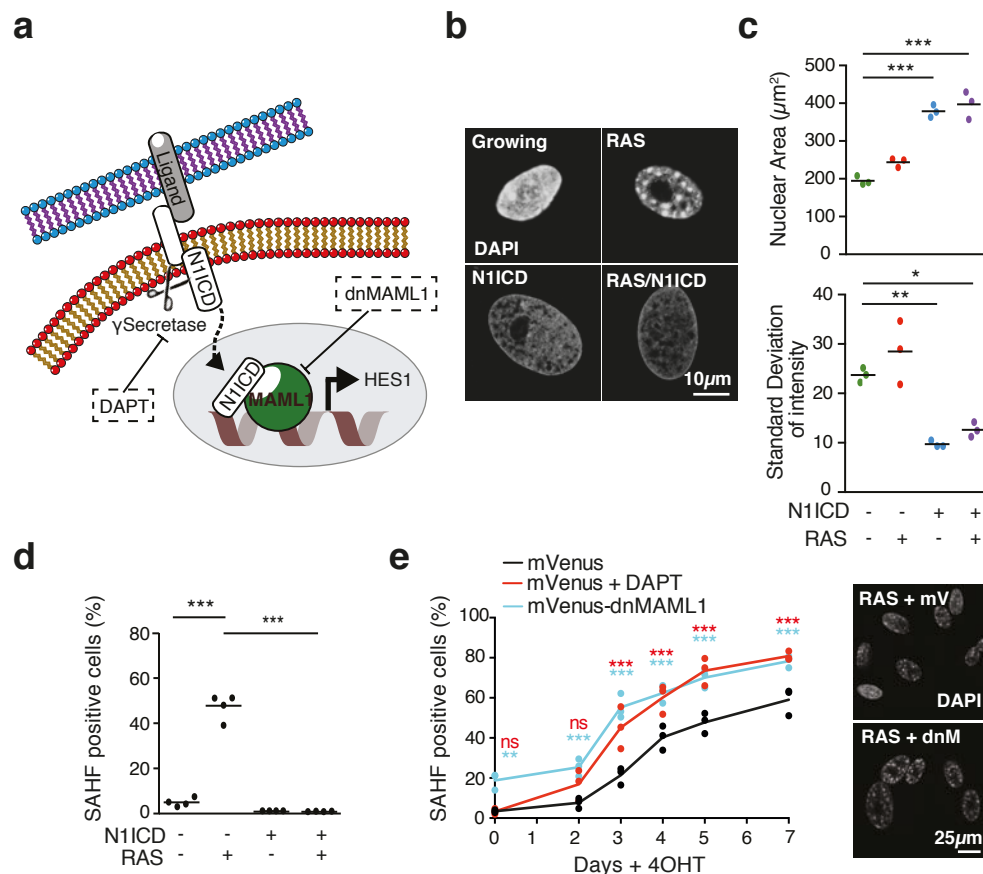 a
Ligand
N1ICD
γSecretase
DAPT
dnMAML1
N1ICD
MAML1
HES1
b
Growing
RAS
DAPI
N1ICD
RAS/N1ICD
10µm
c
***
***
Nuclear Area (µm²)
500
400
300
200
100
0
*
**
Standard Deviation
of intensity
40
30
20
10
0
N1ICD - - + +
RAS - + - +
d
***
***
SAHF positive cells (%)
80
60
40
20
0
N1ICD - - + +
RAS - + - +
e
mVenus
mVenus + DAPT
mVenus-dnMAML1
SAHF positive cells (%)
100
80
60
40
20
0
ns
**
ns
***
***
***
***
***
***
***
***
***
0 2 3 4 5 7
Days + 4OHT
RAS + mV
DAPI
RAS + dnM
25µm